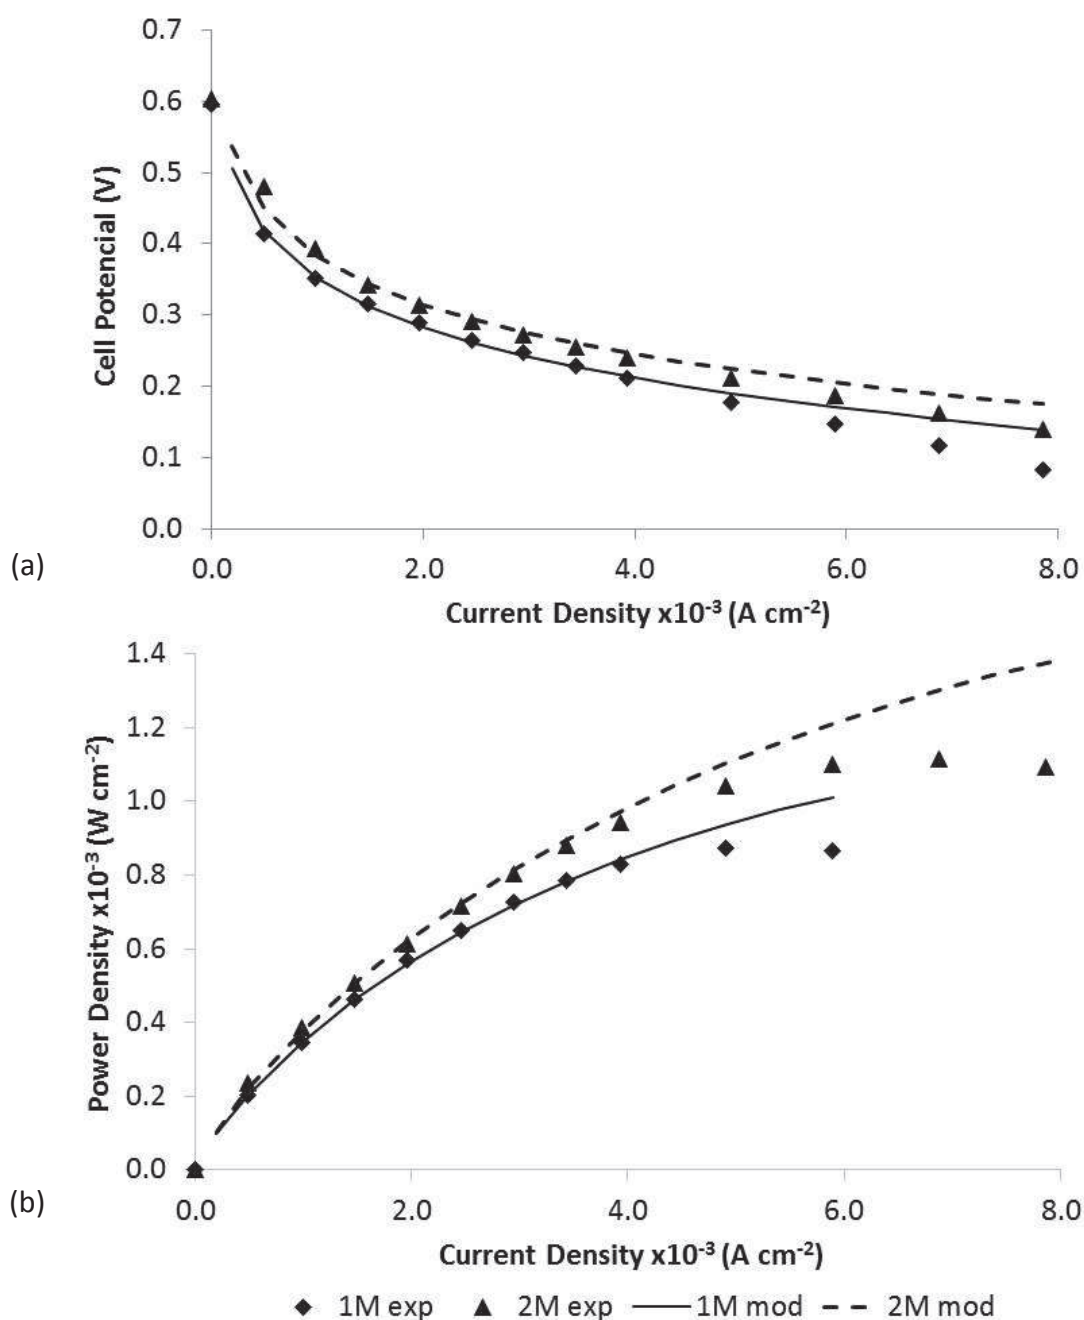 0.7
0.6
0.5
0.4
0.3
0.2
0.1
0.0
Cell Potencial (V)
(a)
0.0 2.0 4.0 6.0 8.0
Current Density x10⁻³ (A cm⁻²)
1.4
1.2
1.0
0.8
0.6
0.4
0.2
0.0
Power Density x10⁻³ (W cm⁻²)
(b)
0.0 2.0 4.0 6.0 8.0
Current Density x10⁻³ (A cm⁻²)
1M exp 2M exp 1M mod 2M mod